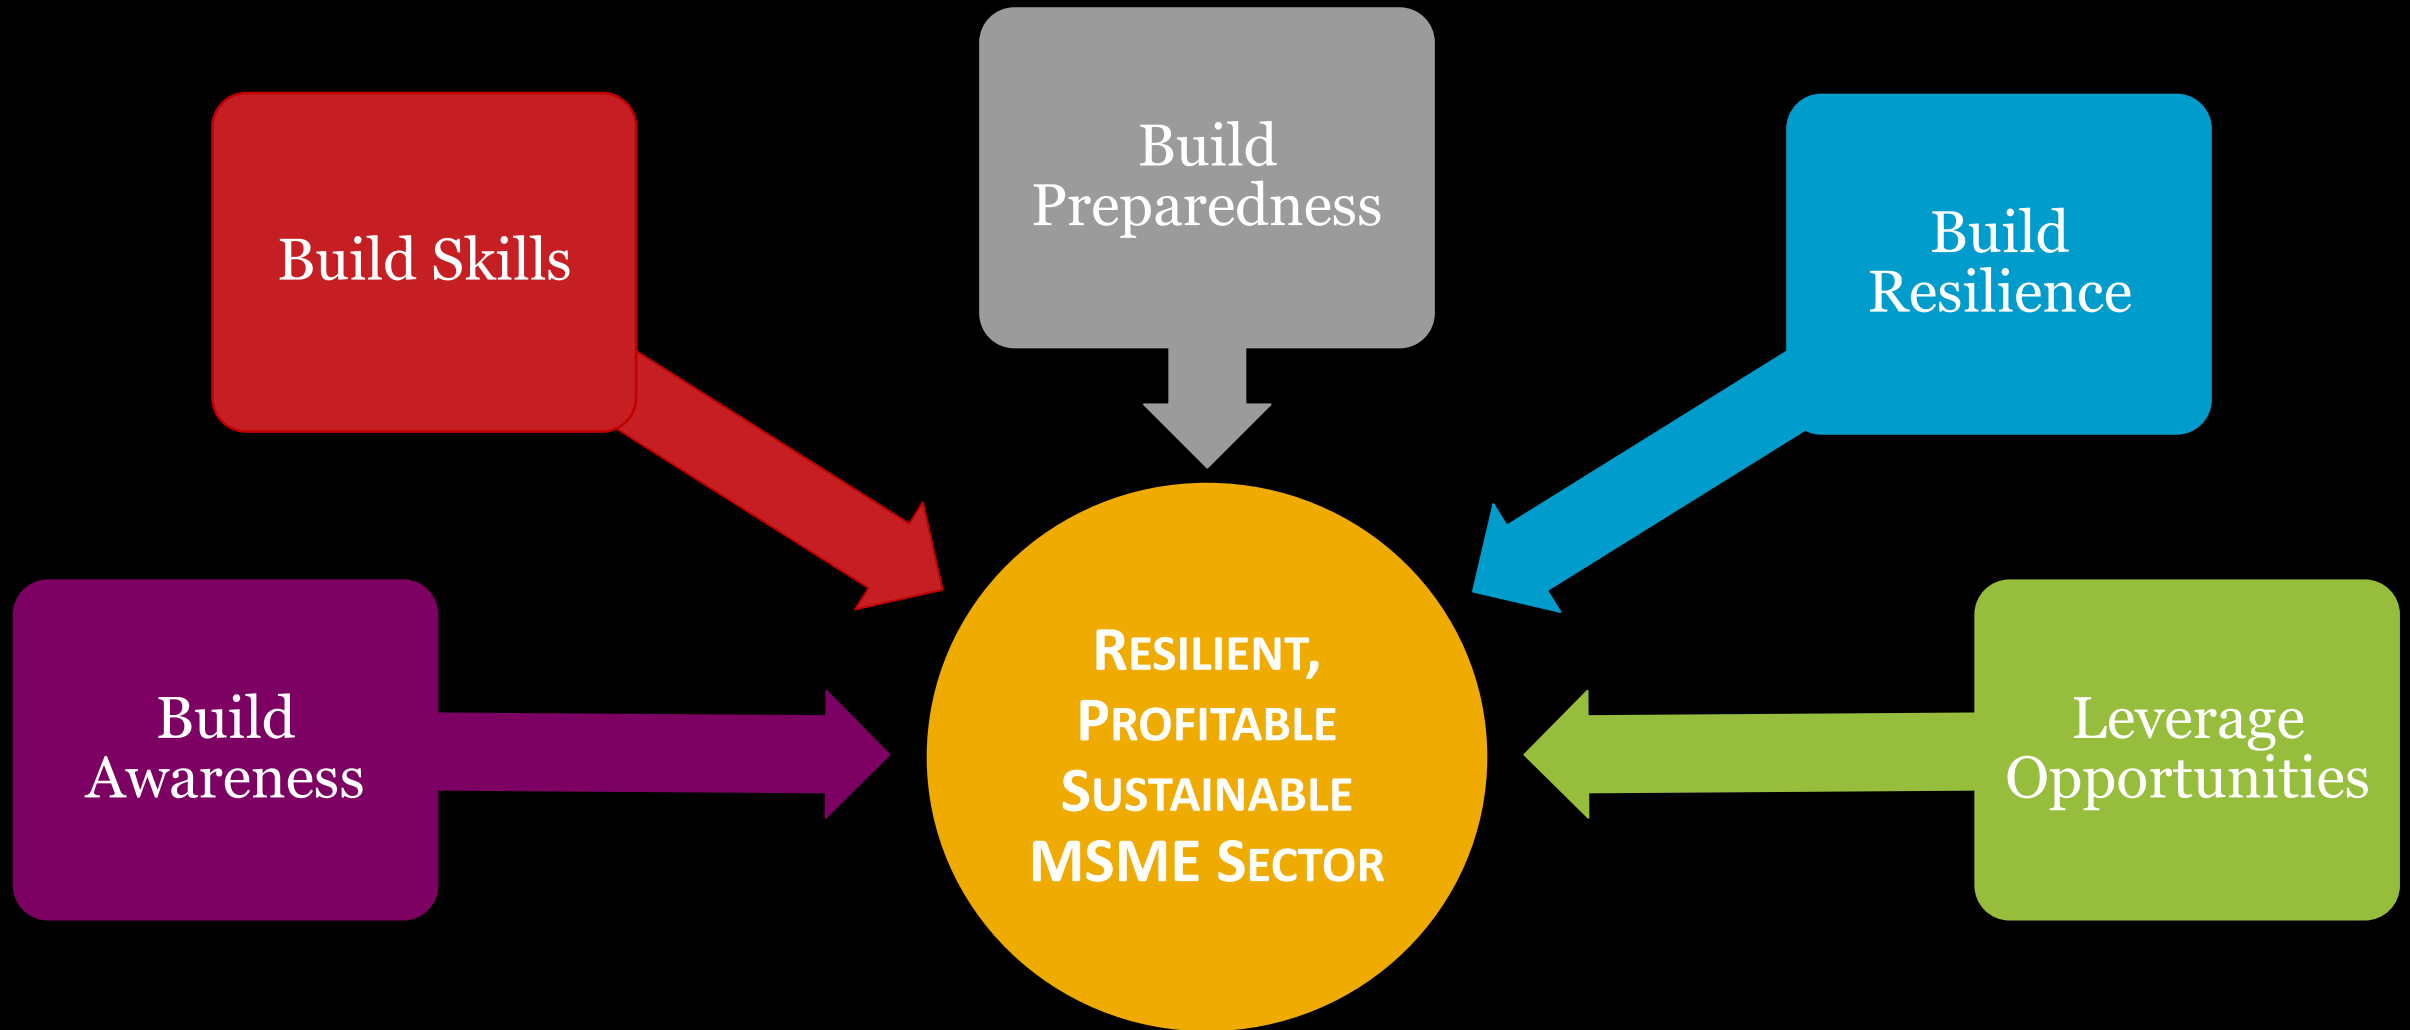 Build
Preparedness
Build Skills
Build
Resilience
Build
Awareness
Leverage
Opportunities
RESILIENT,
PROFITABLE
SUSTAINABLE
MSME SECTOR